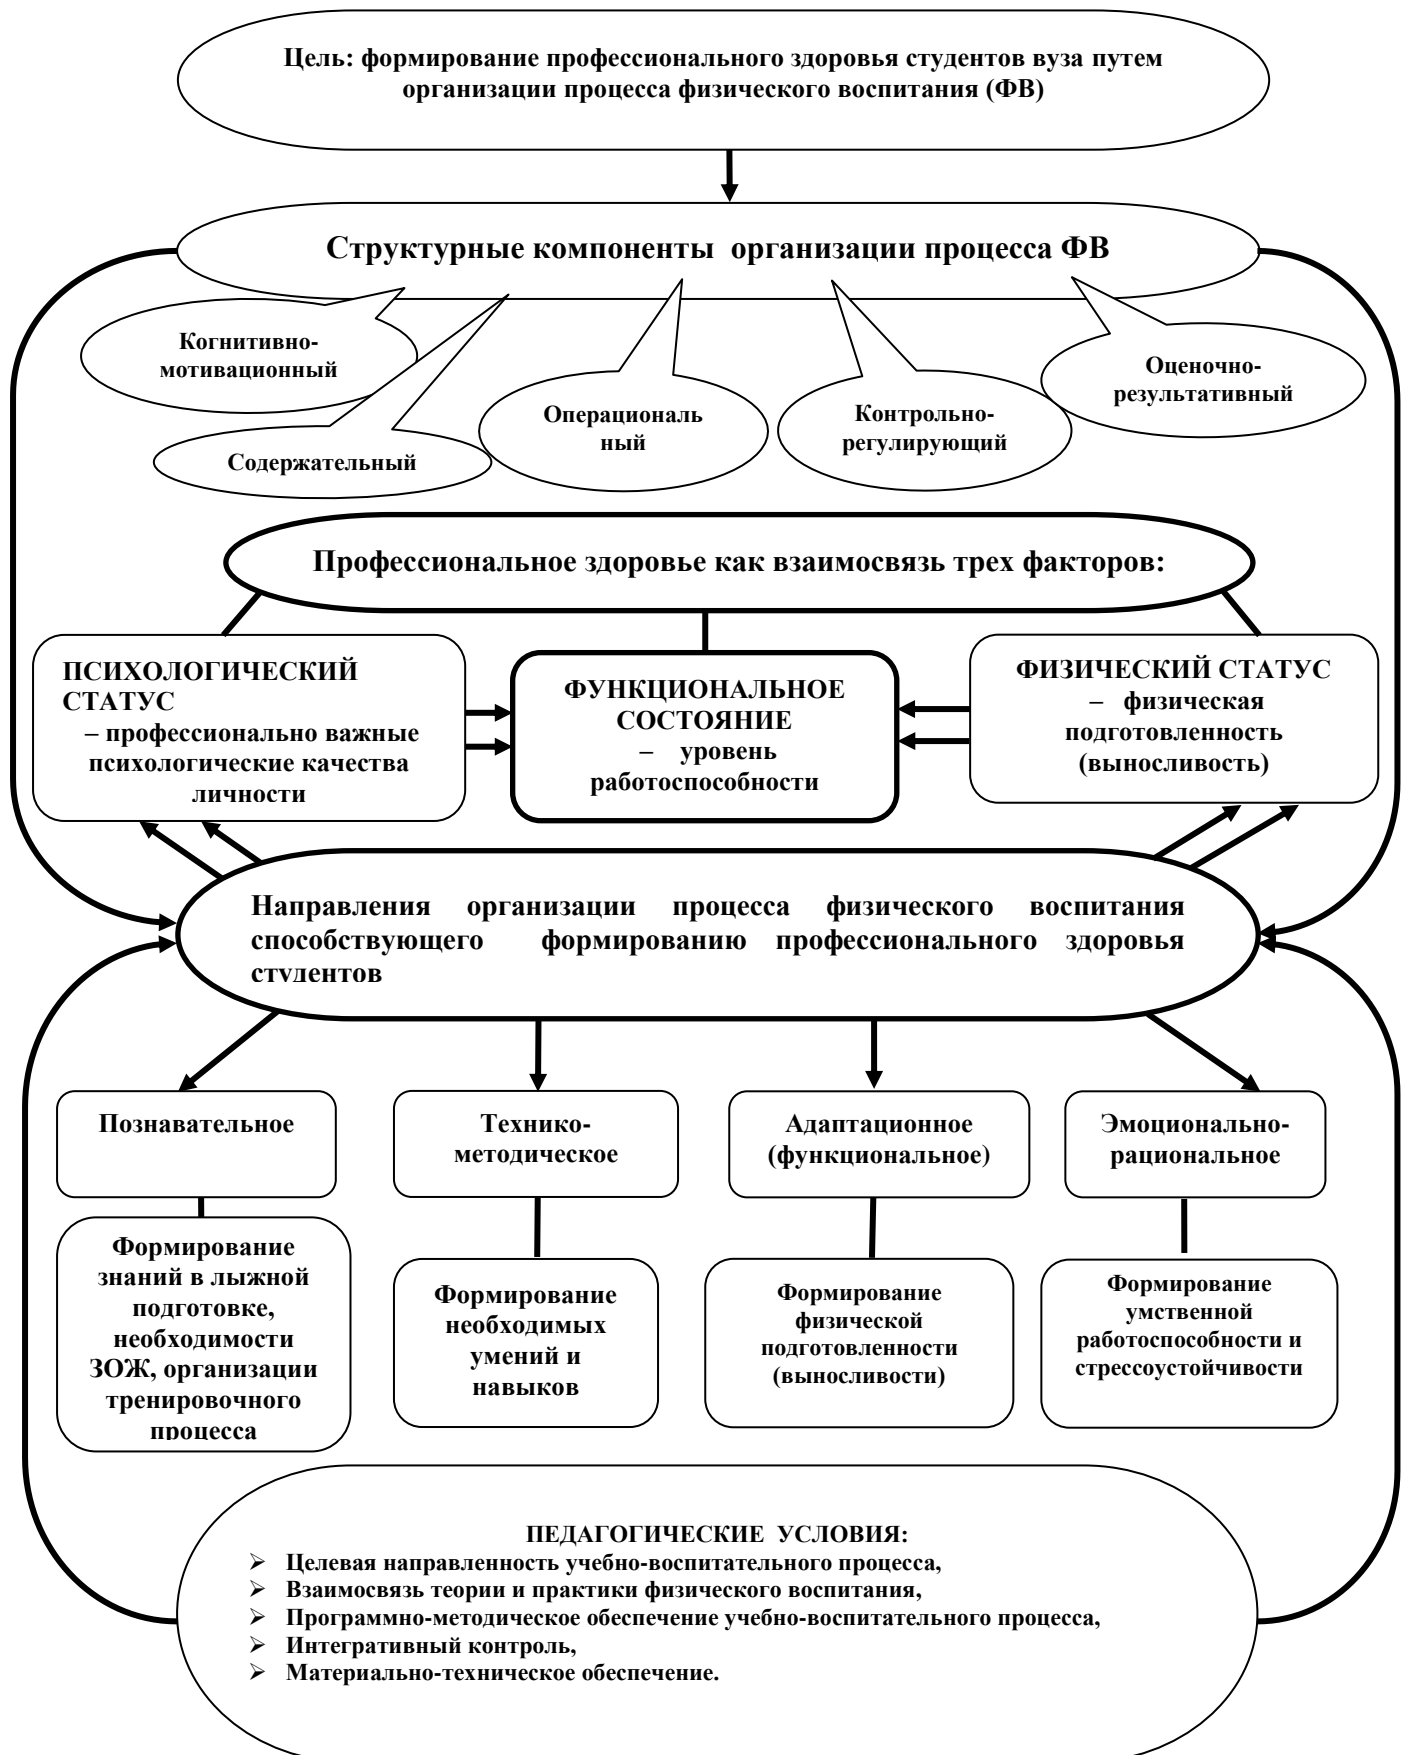 Цель: формирование профессионального здоровья студентов вуза путем
организации процесса физического воспитания (ФВ)
Структурные компоненты организации процесса ФВ
Когнитивно-
мотивационный
Содержательный
Операциональ
ный
Контрольно-
регулирующий
Оценочно-
результативный
Профессиональное здоровье как взаимосвязь трех факторов:
ПСИХОЛОГИЧЕСКИЙ
СТАТУС
– профессионально важные
психологические качества
личности
ФУНКЦИОНАЛЬНОЕ
СОСТОЯНИЕ
– уровень
работоспособности
ФИЗИЧЕСКИЙ СТАТУС
– физическая
подготовленность
(выносливость)
Направления организации процесса физического воспитания
способствующего формированию профессионального здоровья
студентов
Познавательное
Технико-
методическое
Адаптационное
(функциональное)
Эмоционально-
рациональное
Формирование
знаний в лыжной
подготовке,
необходимости
ЗОЖ, организации
тренировочного
процесса
Формирование
необходимых
умений и
навыков
Формирование
физической
подготовленности
(выносливости)
Формирование
умственной
работоспособности и
стрессоустойчивости
ПЕДАГОГИЧЕСКИЕ УСЛОВИЯ:
➢ Целевая направленность учебно-воспитательного процесса,
➢ Взаимосвязь теории и практики физического воспитания,
➢ Программно-методическое обеспечение учебно-воспитательного процесса,
➢ Интегративный контроль,
➢ Материально-техническое обеспечение.